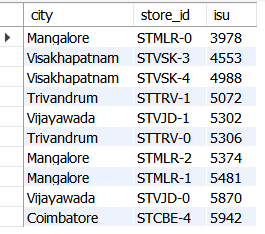 city store_id isu
Mangalore STMLR-0 3978
Visakhapatnam STVSK-3 4553
Visakhapatnam STVSK-4 4988
Trivandrum STTRV-1 5072
Vijayawada STVJD-1 5302
Trivandrum STTRV-0 5306
Mangalore STMLR-2 5374
Mangalore STMLR-1 5481
Vijayawada STVJD-0 5870
Coimbatore STCBE-4 5942